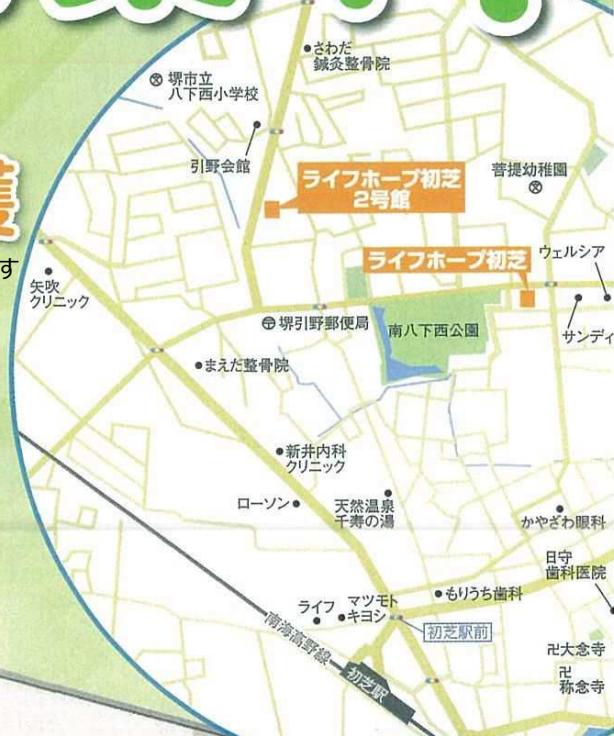 さわだ
鍼灸整骨院
堺市立
八下西小学校
引野会館
ライフホープ初芝
2号館
菩提幼稚園
ライフホープ初芝
ウェルシア
す
矢吹
クリニック
堺引野郵便局
南八下西公園
サンディ
まえだ整骨院
新井内科
クリニック
ローソン
天然温泉
千寿の湯
かやざわ眼科
日守
歯科医院
もりうち歯科
ライフ
マツモト
キヨシ
初芝駅前
南海高野線
初芝駅
卍大念寺
卍
称念寺